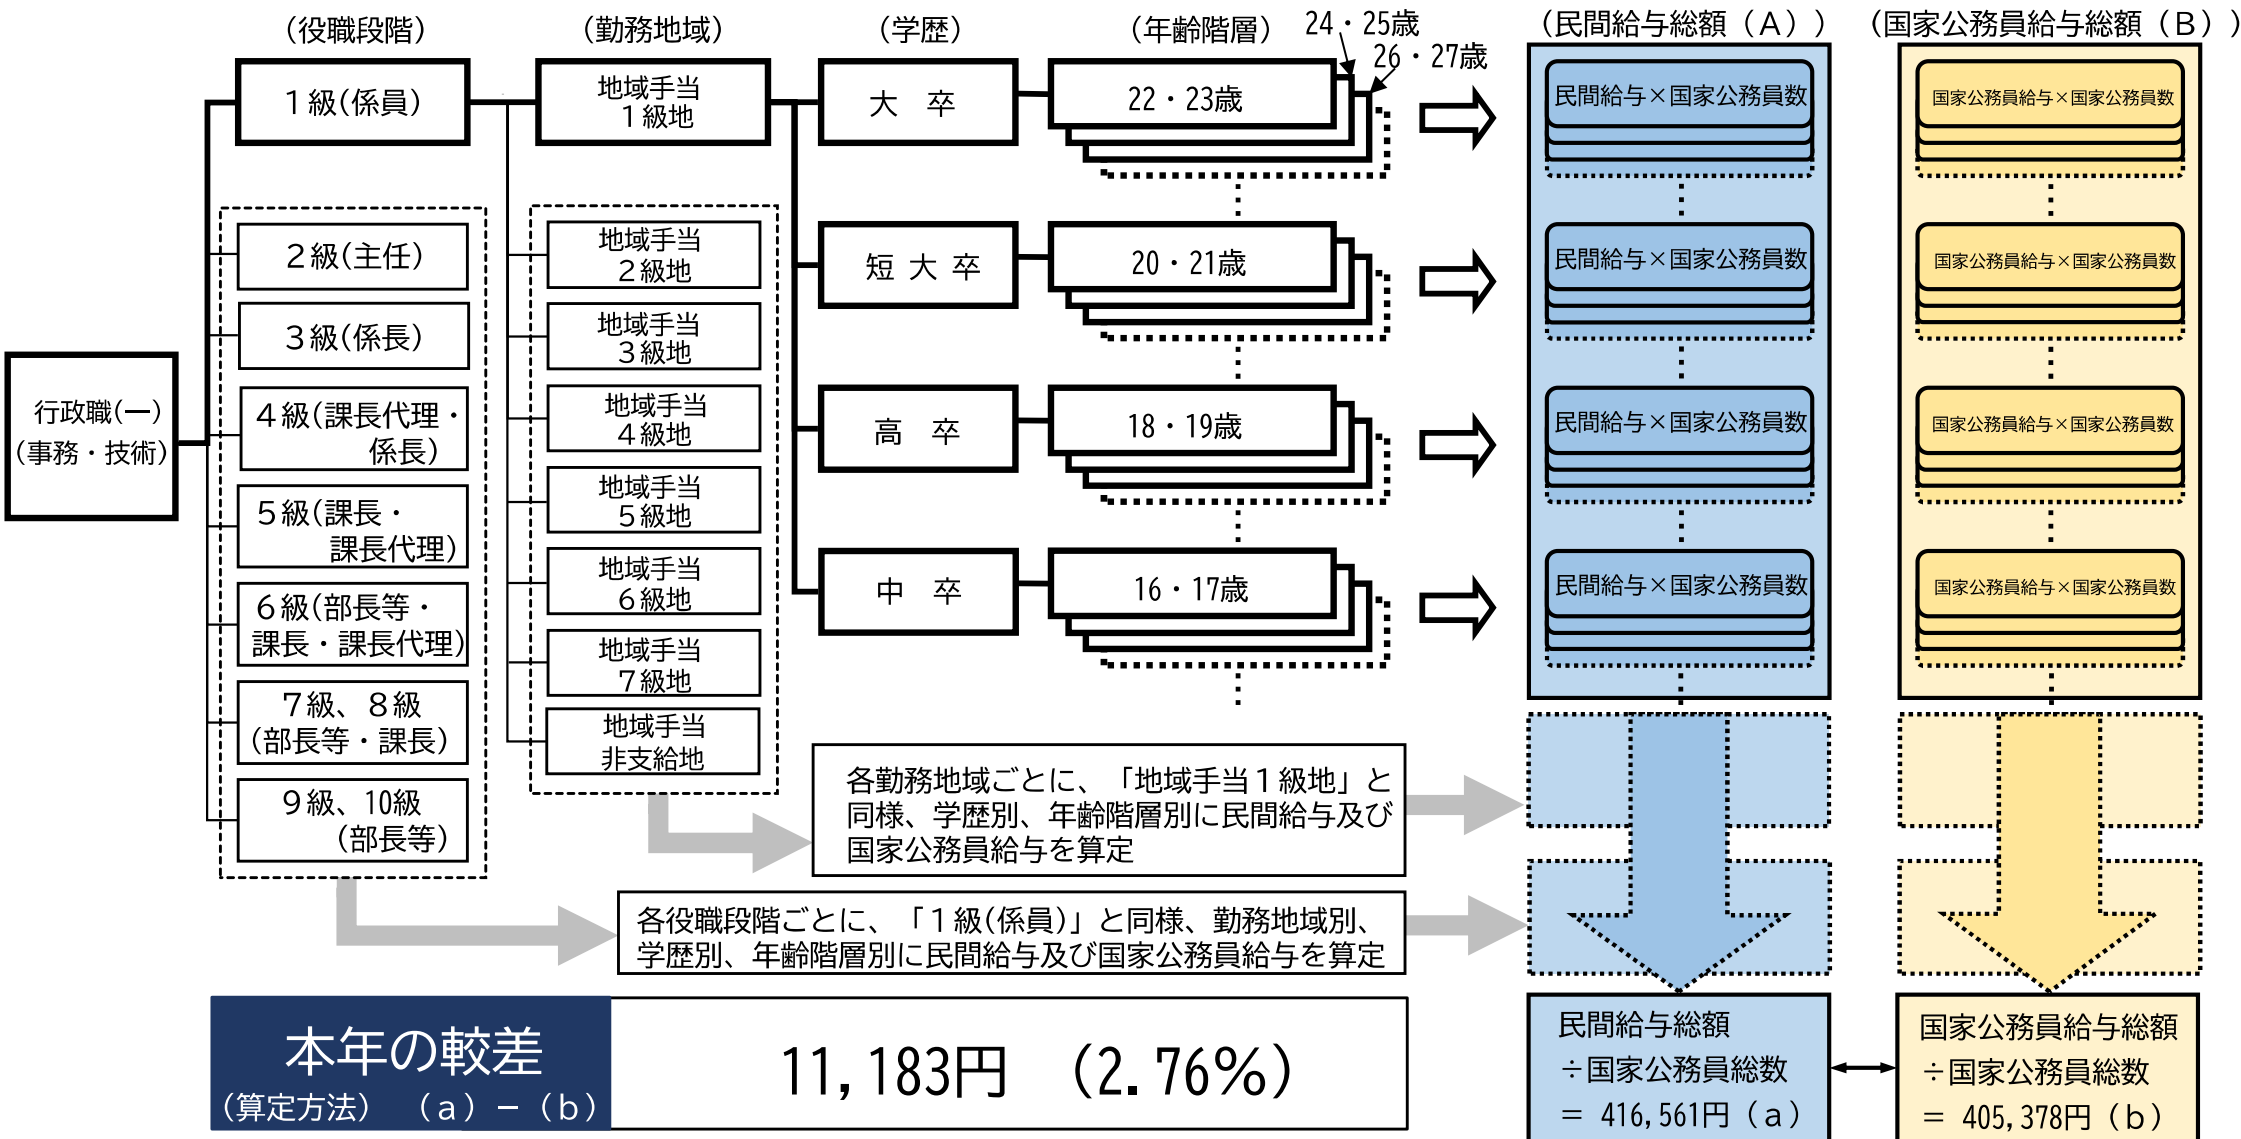 (役職段階)
(勤務地域)
(学歴)
(年齢階層)
24・25歳
26・27歳
(民間給与総額(A))
(国家公務員給与総額(B))
行政職(一)
(事務・技術)
1級(係員)
2級(主任)
3級(係長)
4級(課長代理・
係長)
5級(課長・
課長代理)
6級(部長等・
課長・課長代理)
7級、8級
(部長等・課長)
9級、10級
(部長等)
地域手当
1級地
地域手当
2級地
地域手当
3級地
地域手当
4級地
地域手当
5級地
地域手当
6級地
地域手当
7級地
地域手当
非支給地
大 卒
22・23歳
民間給与×国家公務員数
国家公務員給与×国家公務員数
短 大 卒
20・21歳
民間給与×国家公務員数
国家公務員給与×国家公務員数
高 卒
18・19歳
民間給与×国家公務員数
国家公務員給与×国家公務員数
中 卒
16・17歳
民間給与×国家公務員数
国家公務員給与×国家公務員数
各勤務地域ごとに、「地域手当1級地」と
同様、学歴別、年齢階層別に民間給与及び
国家公務員給与を算定
各役職段階ごとに、「1級(係員)」と同様、勤務地域別、
学歴別、年齢階層別に民間給与及び国家公務員給与を算定
本年の較差
(算定方法) (a)-(b)
11,183円 (2.76%)
民間給与総額
÷国家公務員総数
= 416,561円(a)
国家公務員給与総額
÷国家公務員総数
= 405,378円(b)